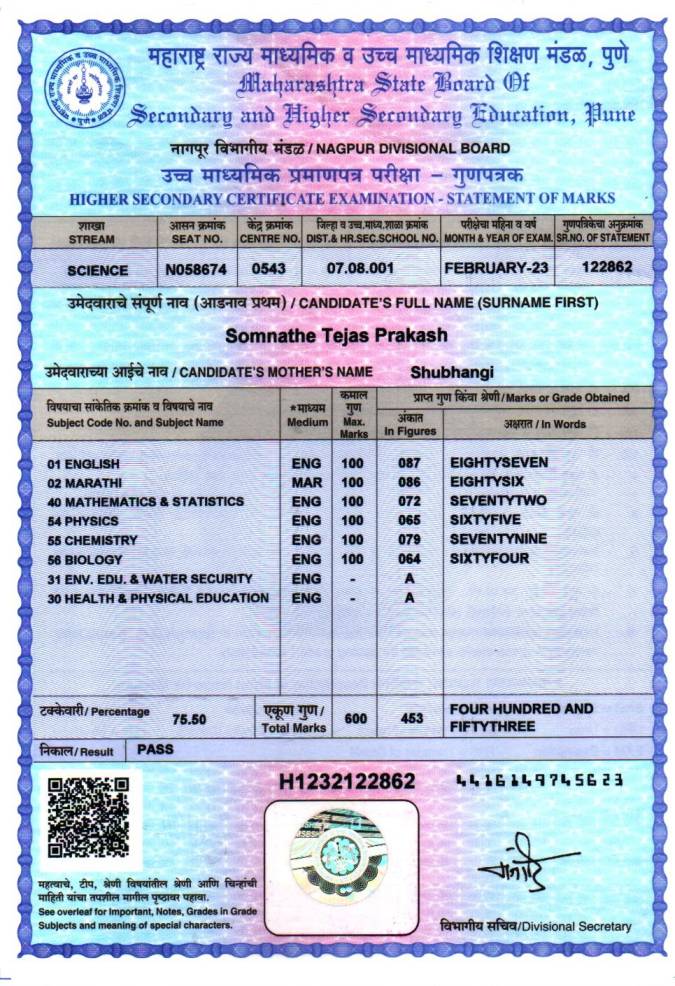 महाराष्ट्र राज्य माध्यमिक व उच्च माध्यमिक शिक्षण मंडळ, पुणे
Maharashtra State Board Of
Secondary and Higher Secondary Education, Pune
नागपूर विभागीय मंडळ / NAGPUR DIVISIONAL BOARD
उच्च माध्यमिक प्रमाणपत्र परीक्षा – गुणपत्रक
HIGHER SECONDARY CERTIFICATE EXAMINATION - STATEMENT OF MARKS
शाखा आसन क्रमांक केंद्र क्रमांक जिल्हा व उच्च.माध्य.शाळा क्रमांक परीक्षेचा महिना व वर्ष गुणपत्रिकेचा अनुक्रमांक
STREAM SEAT NO. CENTRE NO. DIST.& HR.SEC.SCHOOL NO. MONTH & YEAR OF EXAM. SR.NO. OF STATEMENT
SCIENCE N058674 0543 07.08.001 FEBRUARY-23 122862
उमेदवाराचे संपूर्ण नाव (आडनाव प्रथम) / CANDIDATE'S FULL NAME (SURNAME FIRST)
Somnathe Tejas Prakash
उमेदवाराच्या आईचे नाव / CANDIDATE'S MOTHER'S NAME Shubhangi
विषयाचा सांकेतिक क्रमांक व विषयाचे नाव
Subject Code No. and Subject Name
*माध्यम
Medium
कमाल
गुण
Max.
Marks
प्राप्त गुण किंवा श्रेणी/Marks or Grade Obtained
अंकात
In Figures
अक्षरात / In Words
01 ENGLISH ENG 100 087 EIGHTYSEVEN
02 MARATHI MAR 100 086 EIGHTYSIX
40 MATHEMATICS & STATISTICS ENG 100 072 SEVENTYTWO
54 PHYSICS ENG 100 065 SIXTYFIVE
55 CHEMISTRY ENG 100 079 SEVENTYNINE
56 BIOLOGY ENG 100 064 SIXTYFOUR
31 ENV. EDU. & WATER SECURITY ENG - A
30 HEALTH & PHYSICAL EDUCATION ENG - A
टक्केवारी/ Percentage 75.50
एकूण गुण/
Total Marks
600 453
FOUR HUNDRED AND
FIFTYTHREE
निकाल/ Result PASS
H1232122862 4416149745623
महत्वाचे, टीप, श्रेणी विषयांतील श्रेणी आणि चिन्हांची
माहिती यांचा तपशील मागील पृष्ठावर पहावा.
See overleaf for Important, Notes, Grades in Grade
Subjects and meaning of special characters.
विभागीय सचिव/Divisional Secretary